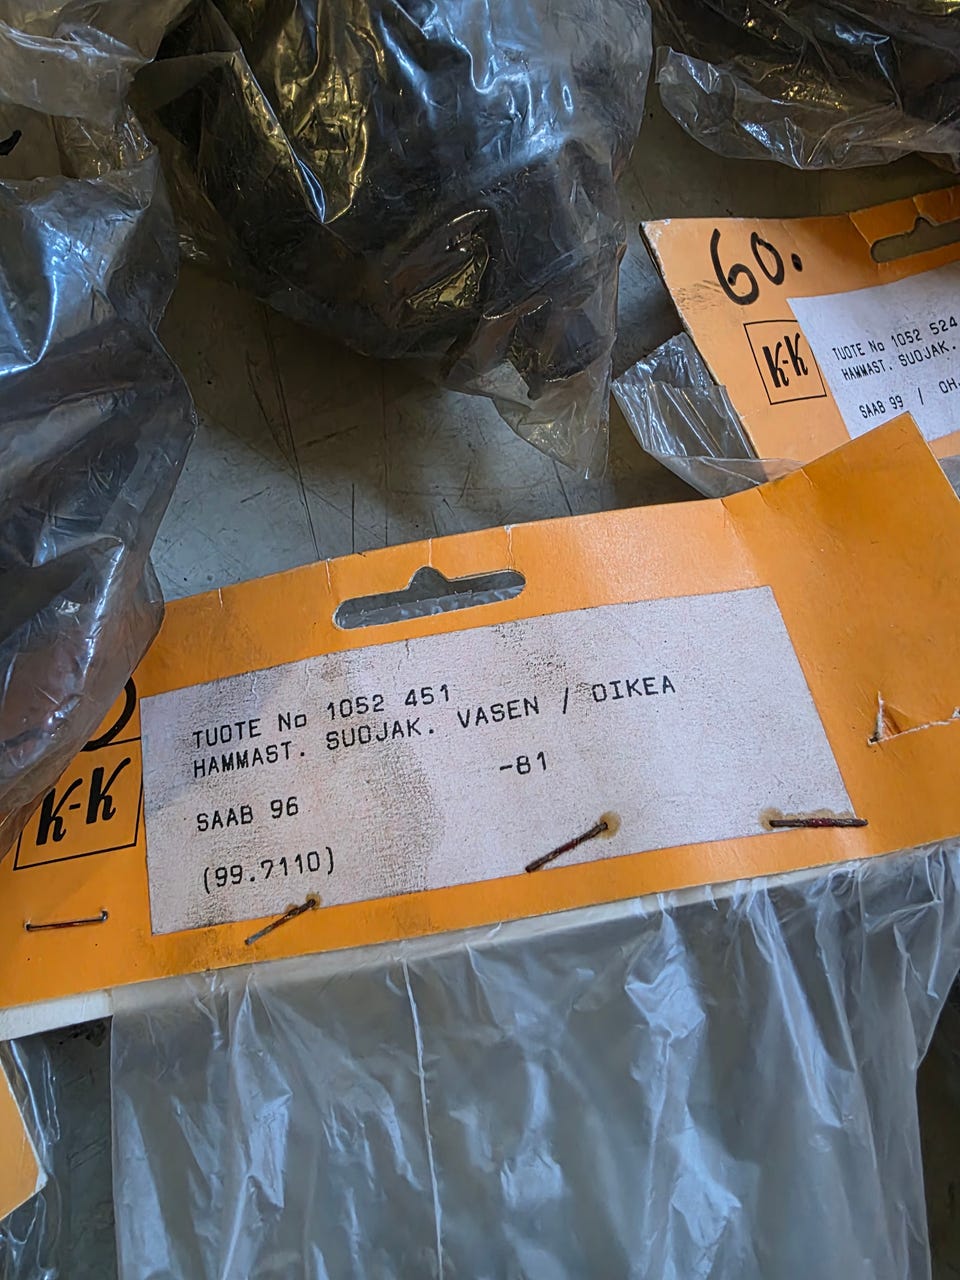 60.
K-K
TUOTE No 1052 524
HAMMAST. SUOJAK.
SAAB 99 /
TUOTE No 1052 451
HAMMAST. SUOJAK. VASEN / OIKEA
SAAB 96 -81
(99.7110)
K-K